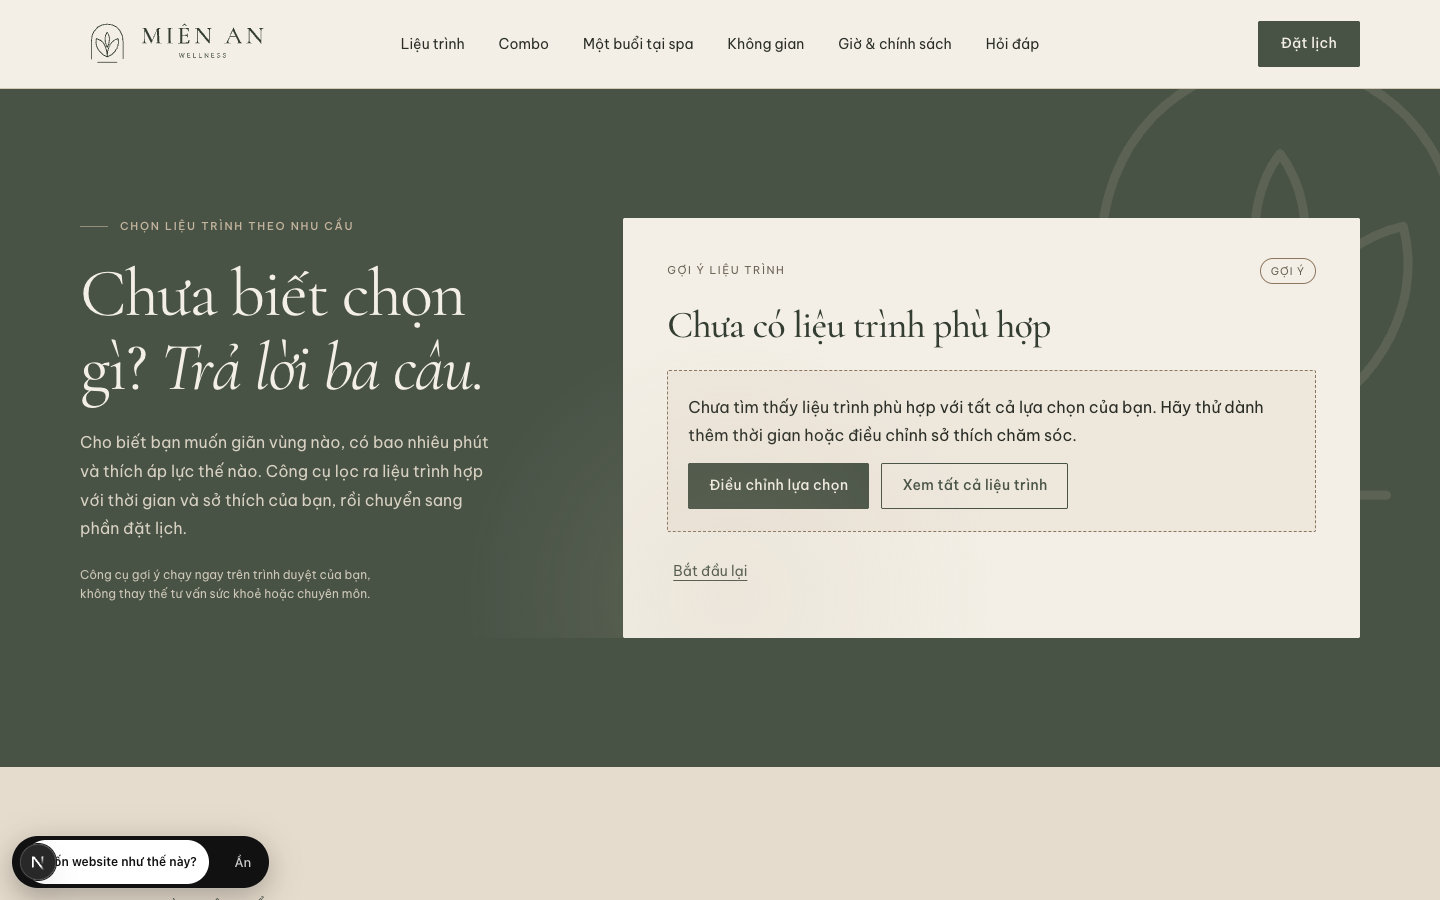 MIÊN AN
WELLNESS
Liệu trình
Combo
Một buổi tại spa
Không gian
Giờ & chính sách
Hỏi đáp
Đặt lịch
CHỌN LIỆU TRÌNH THEO NHU CẦU
Chưa biết chọn
gì? Trả lời ba câu.
Cho biết bạn muốn giãn vùng nào, có bao nhiêu phút
và thích áp lực thế nào. Công cụ lọc ra liệu trình hợp
với thời gian và sở thích của bạn, rồi chuyển sang
phần đặt lịch.
Công cụ gợi ý chạy ngay trên trình duyệt của bạn,
không thay thế tư vấn sức khoẻ hoặc chuyên môn.
GỢI Ý LIỆU TRÌNH
GỢI Ý
Chưa có liệu trình phù hợp
Chưa tìm thấy liệu trình phù hợp với tất cả lựa chọn của bạn. Hãy thử dành
thêm thời gian hoặc điều chỉnh sở thích chăm sóc.
Điều chỉnh lựa chọn
Xem tất cả liệu trình
Bắt đầu lại
website như thế này?
Ẩn